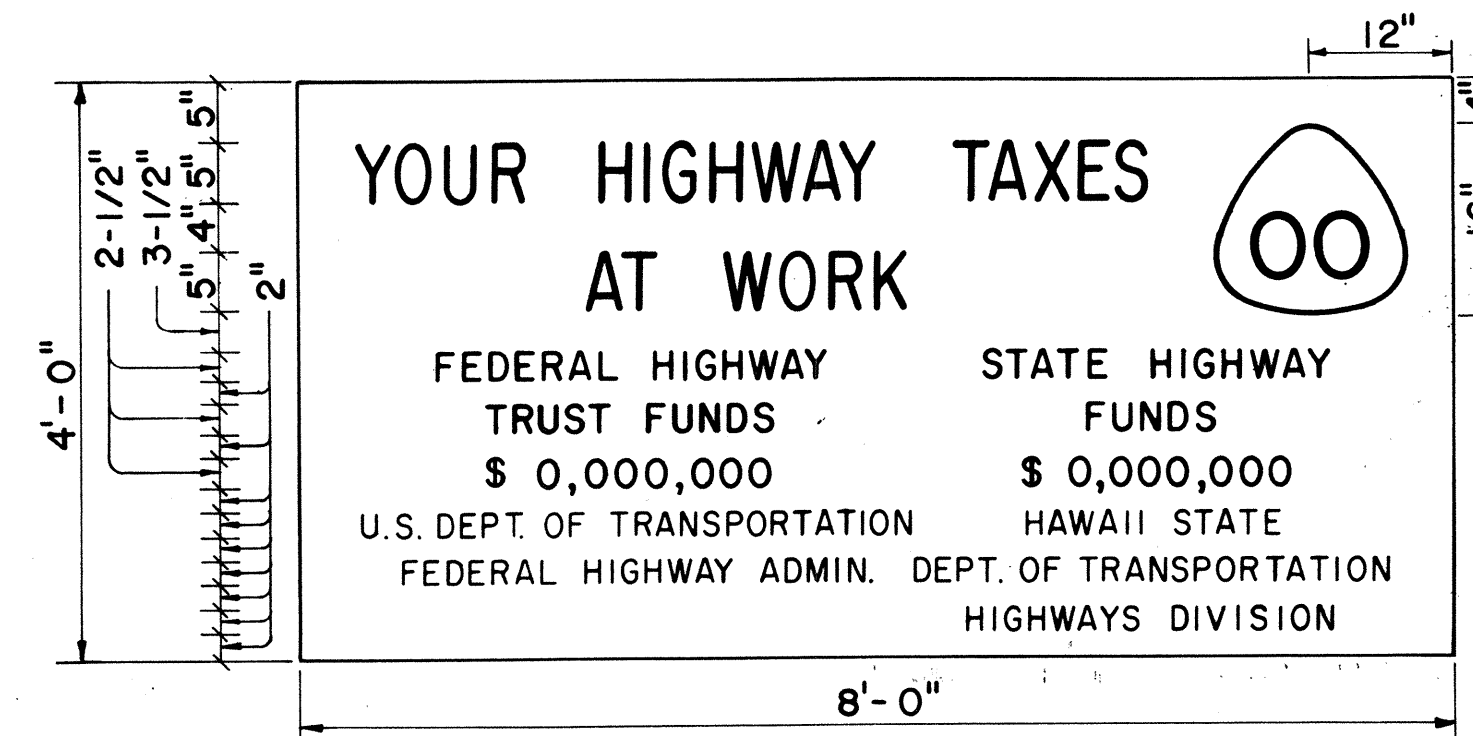 12"
5"
5"
4"
5"
2-1/2"
3-1/2"
2"
4'-0"
YOUR HIGHWAY TAXES
AT WORK
00
FEDERAL HIGHWAY
TRUST FUNDS
$ 0,000,000
U.S. DEPT. OF TRANSPORTATION
FEDERAL HIGHWAY ADMIN.
STATE HIGHWAY
FUNDS
$ 0,000,000
HAWAII STATE
DEPT. OF TRANSPORTATION
HIGHWAYS DIVISION
8'-0"